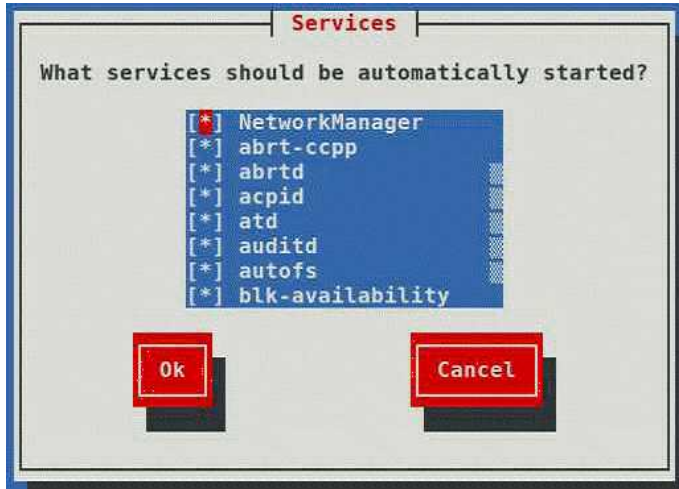 Services
What services should be automatically started?
[*] NetworkManager
[*] abrt-ccpp
[*] abrtd
[*] acpid
[*] atd
[*] auditd
[*] autofs
[*] blk-availability
Ok Cancel